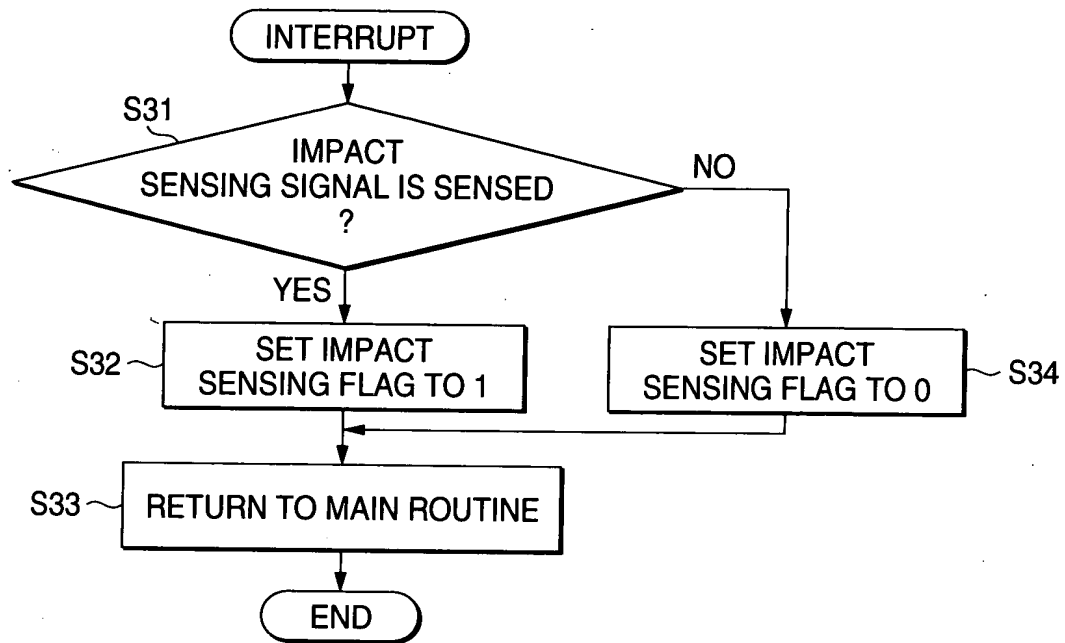 INTERRUPT
S31
IMPACT
SENSING SIGNAL IS SENSED
?
NO
YES
S32
SET IMPACT
SENSING FLAG TO 1
SET IMPACT
SENSING FLAG TO 0
S34
S33
RETURN TO MAIN ROUTINE
END